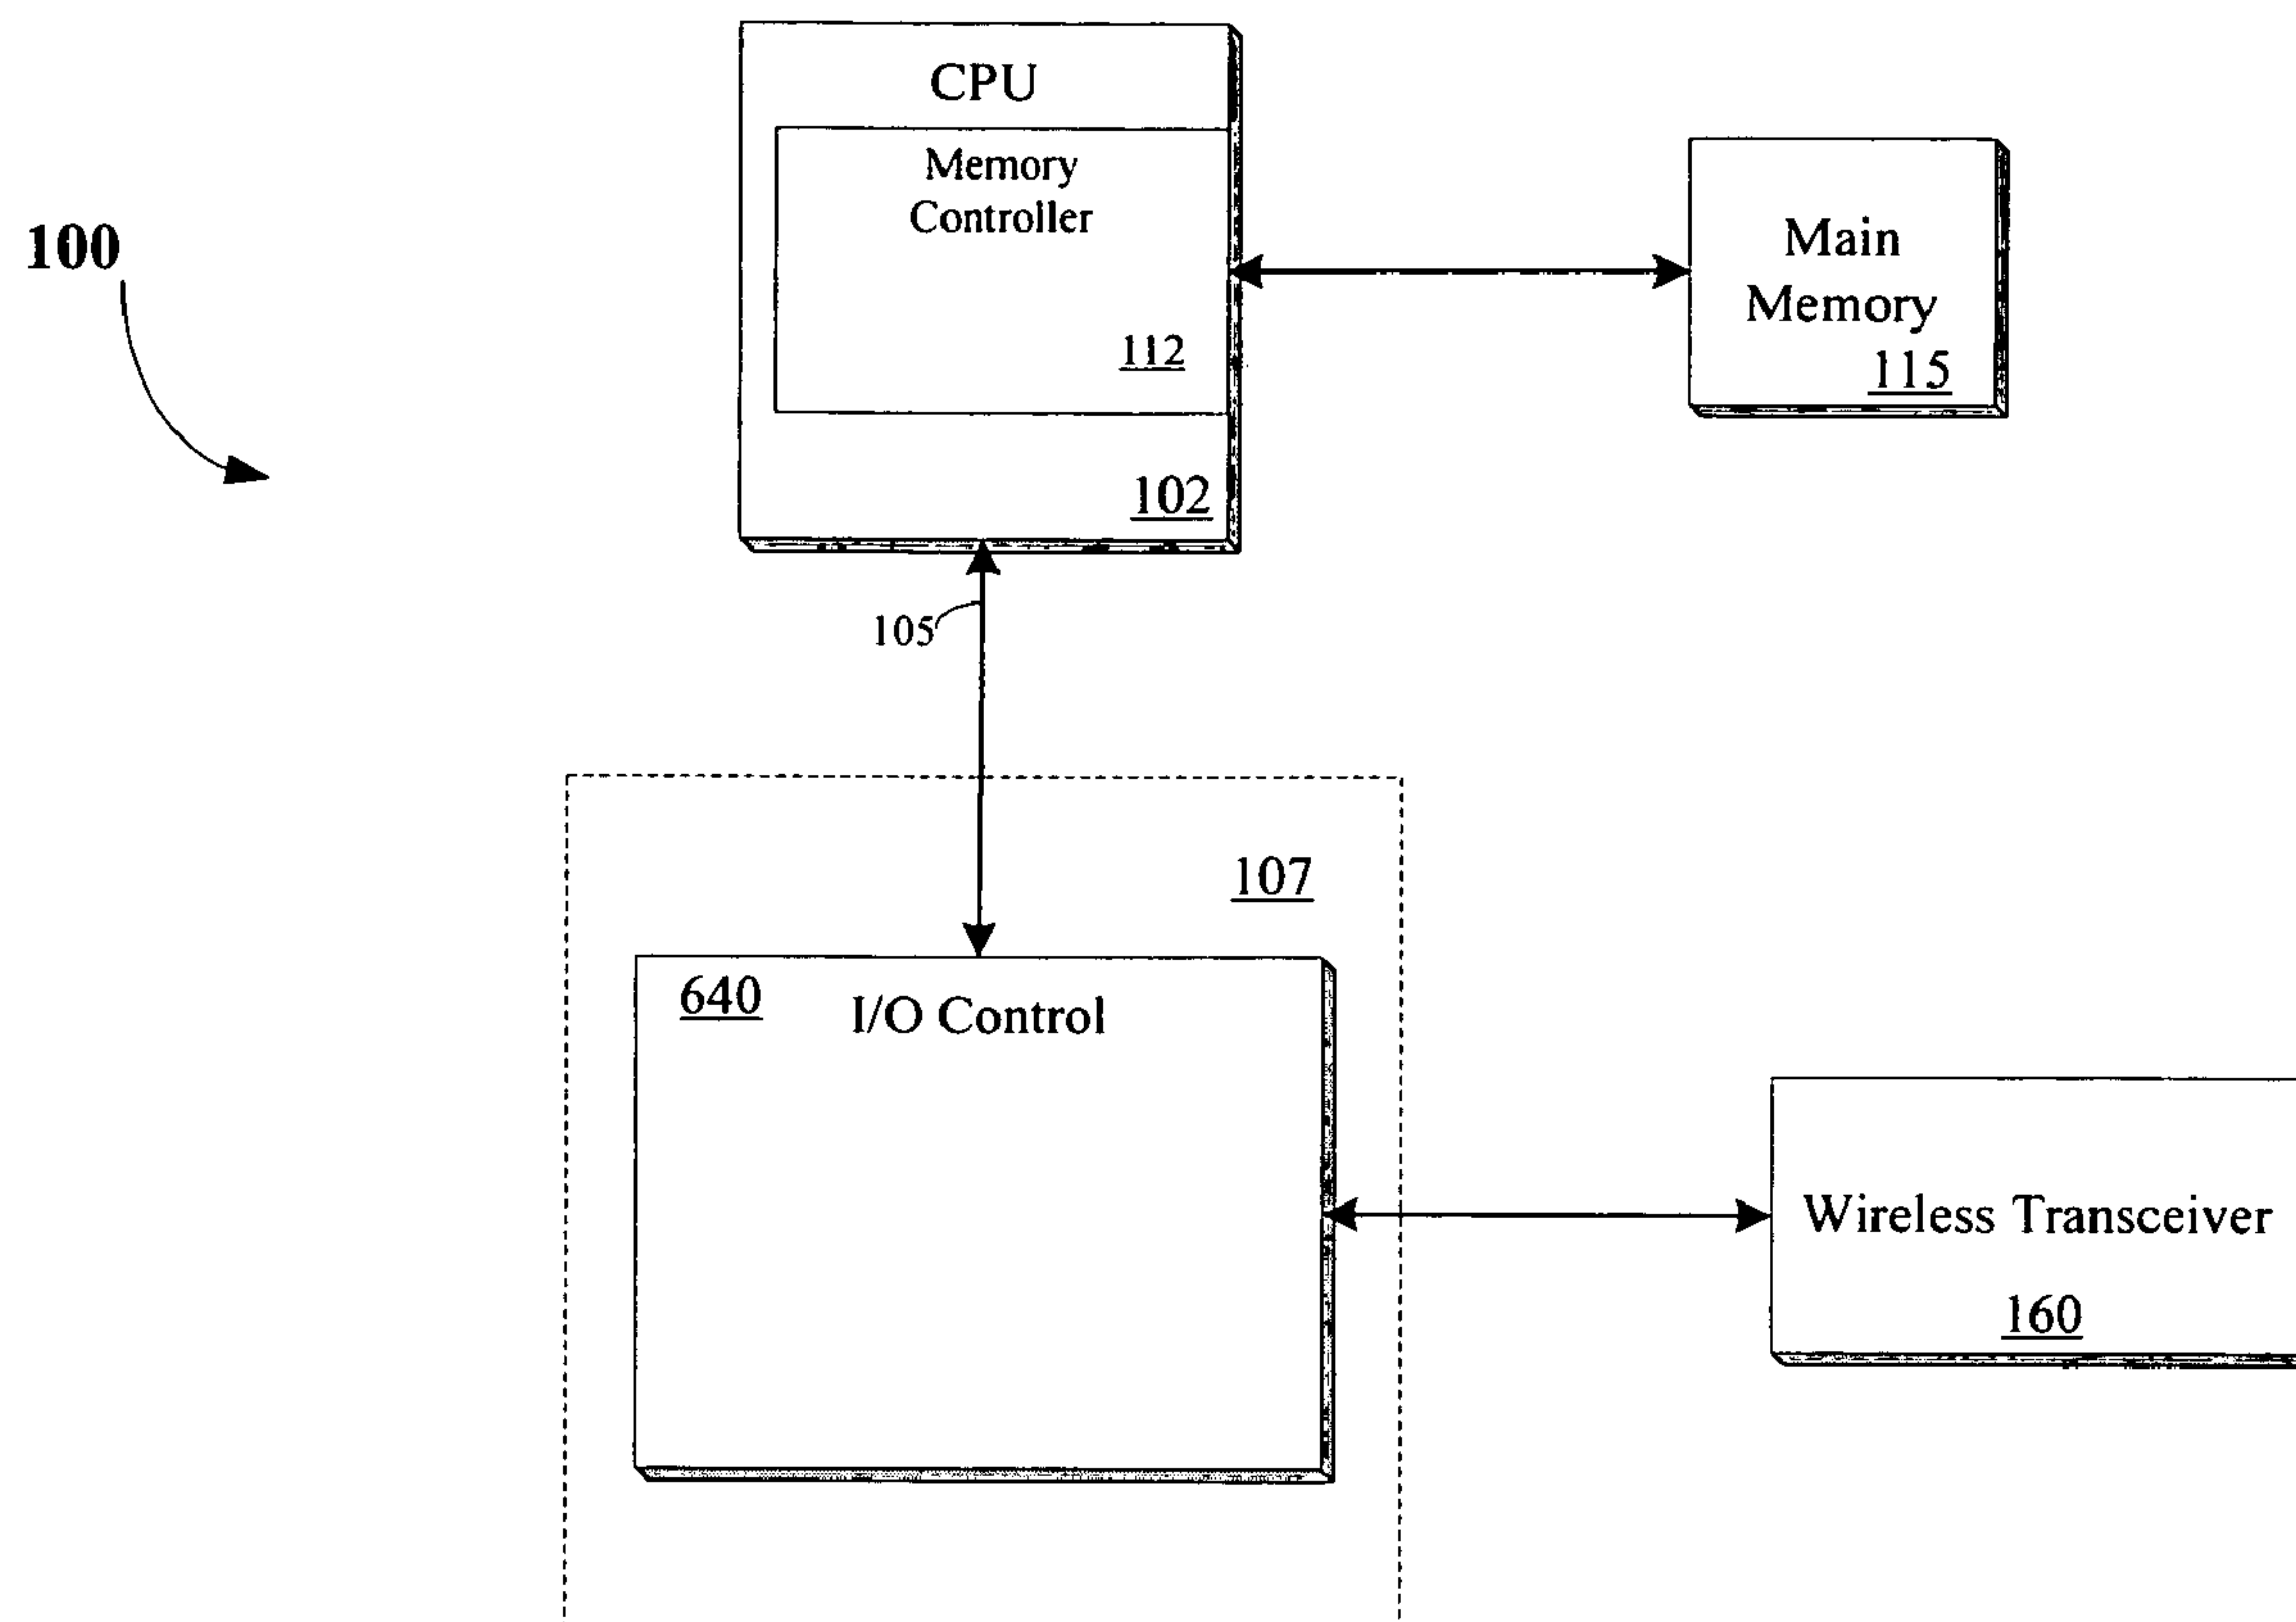 CPU
Memory
Controller
112
102
100
Main
Memory
115
105
107
640
I/O Control
Wireless Transceiver
160